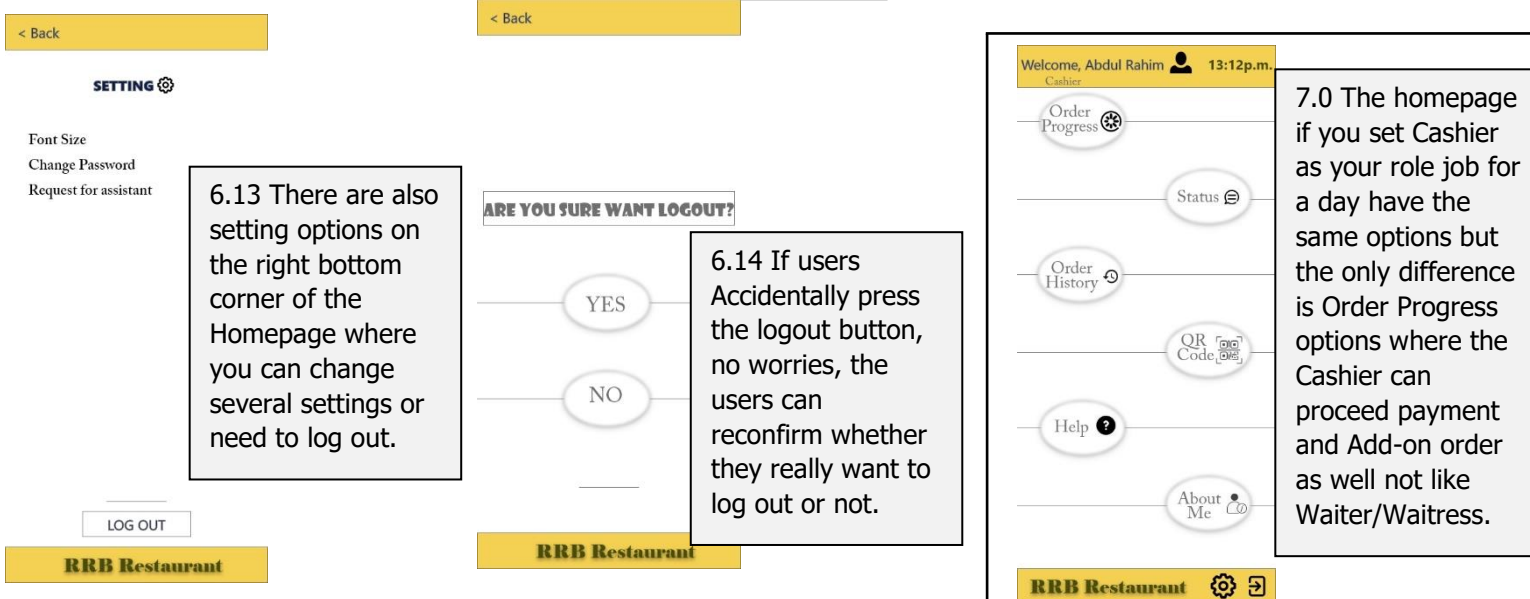 < Back
SETTING
Font Size
Change Password
Request for assistant
LOG OUT
RRB Restaurant
6.13 There are also
setting options on
the right bottom
corner of the
Homepage where
you can change
several settings or
need to log out.
< Back
ARE YOU SURE WANT LOGOUT?
YES
NO
RRB Restaurant
6.14 If users
Accidentally press
the logout button,
no worries, the
users can
reconfirm whether
they really want to
log out or not.
Welcome, Abdul Rahim 13:12p.m.
Cashier
Order
Progress
Status
Order
History
QR
Code
Help
About
Me
RRB Restaurant
7.0 The homepage
if you set Cashier
as your role job for
a day have the
same options but
the only difference
is Order Progress
options where the
Cashier can
proceed payment
and Add-on order
as well not like
Waiter/Waitress.